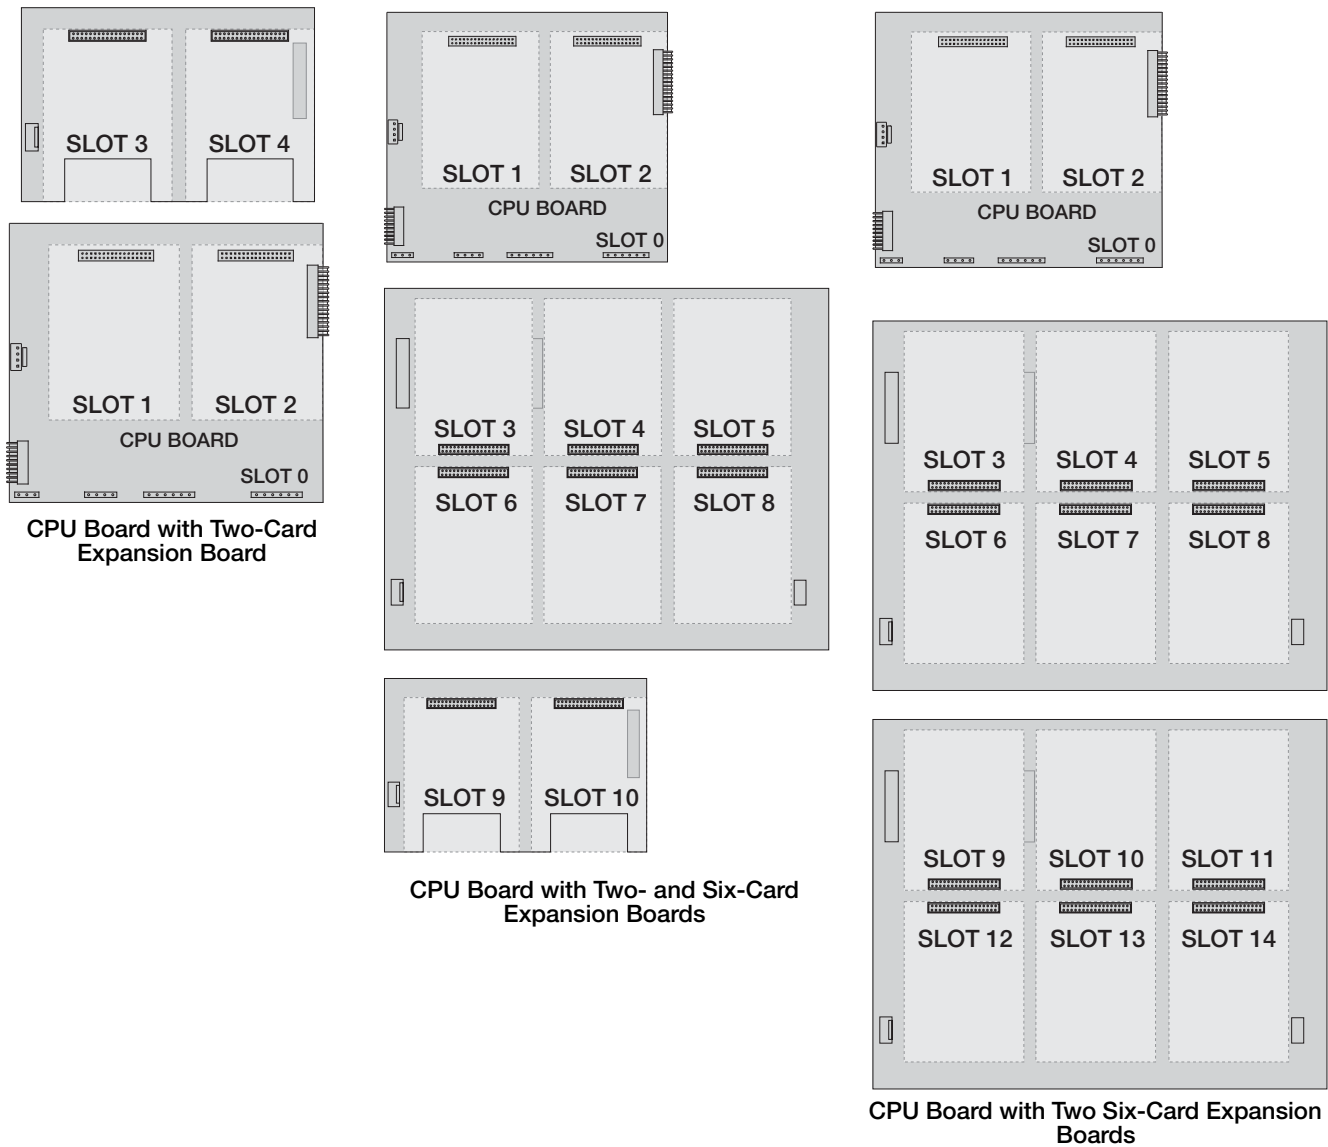 SLOT 3 SLOT 4
SLOT 1 SLOT 2
CPU BOARD
SLOT 0
CPU Board with Two-Card
Expansion Board
SLOT 1 SLOT 2
CPU BOARD
SLOT 0
SLOT 3 SLOT 4 SLOT 5
SLOT 6 SLOT 7 SLOT 8
SLOT 9 SLOT 10
CPU Board with Two- and Six-Card
Expansion Boards
SLOT 1 SLOT 2
CPU BOARD
SLOT 0
SLOT 3 SLOT 4 SLOT 5
SLOT 6 SLOT 7 SLOT 8
SLOT 9 SLOT 10 SLOT 11
SLOT 12 SLOT 13 SLOT 14
CPU Board with Two Six-Card Expansion
Boards